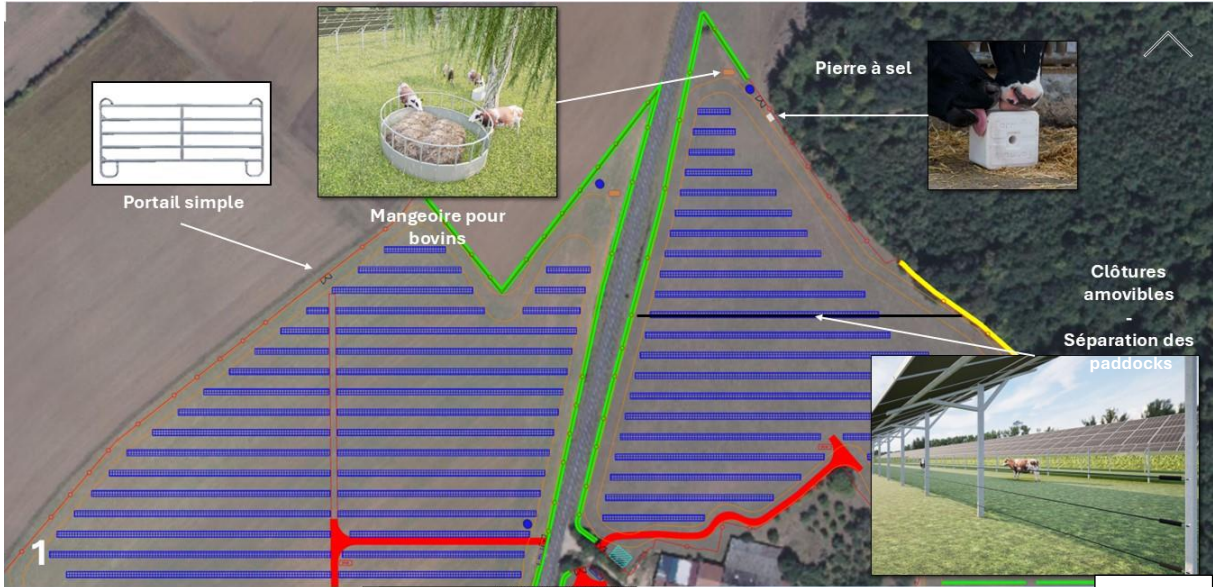 Pierre à sel
Portail simple
Mangeoire pour
bovins
Clôtures
amovibles
-
Séparation des
paddocks
1